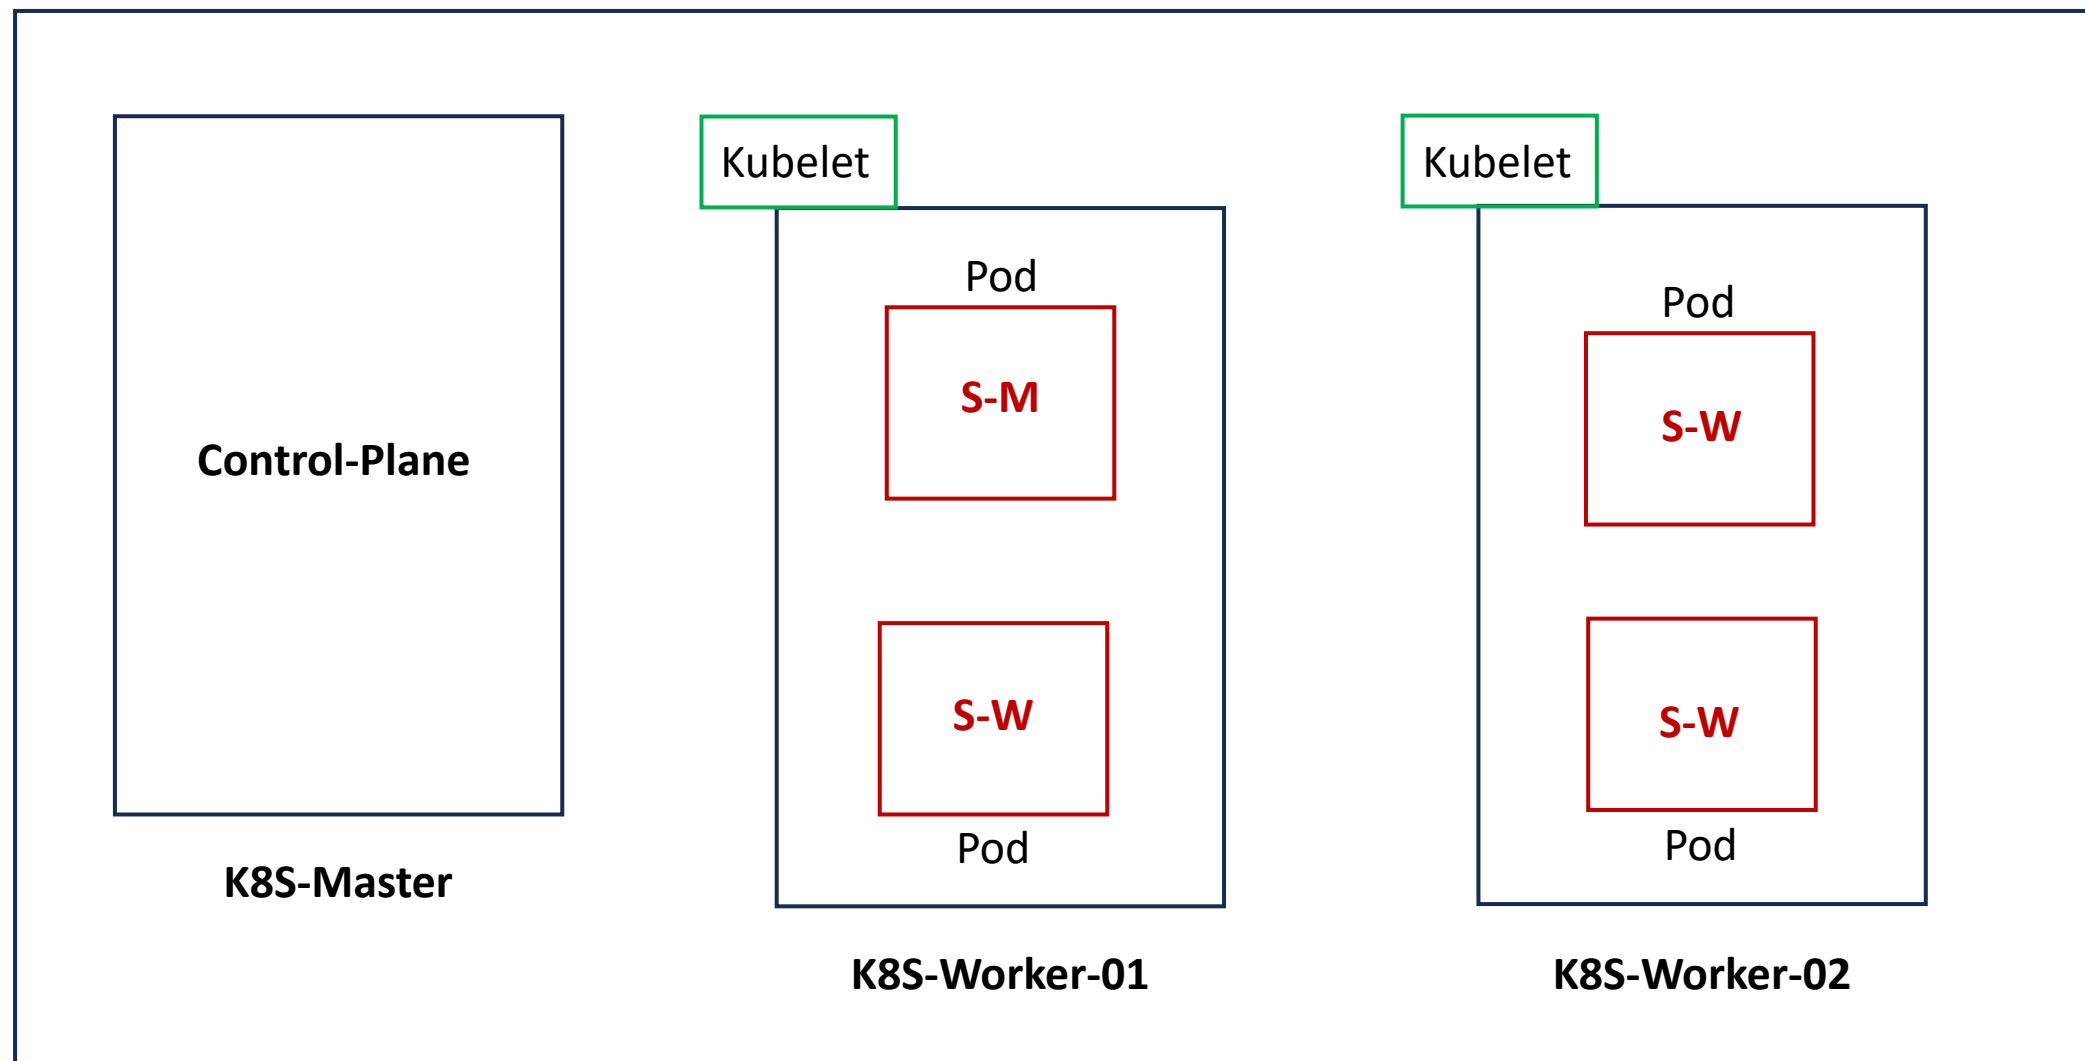 Control-Plane
K8S-Master
Kubelet
Pod
S-M
S-W
Pod
K8S-Worker-01
Kubelet
Pod
S-W
S-W
Pod
K8S-Worker-02